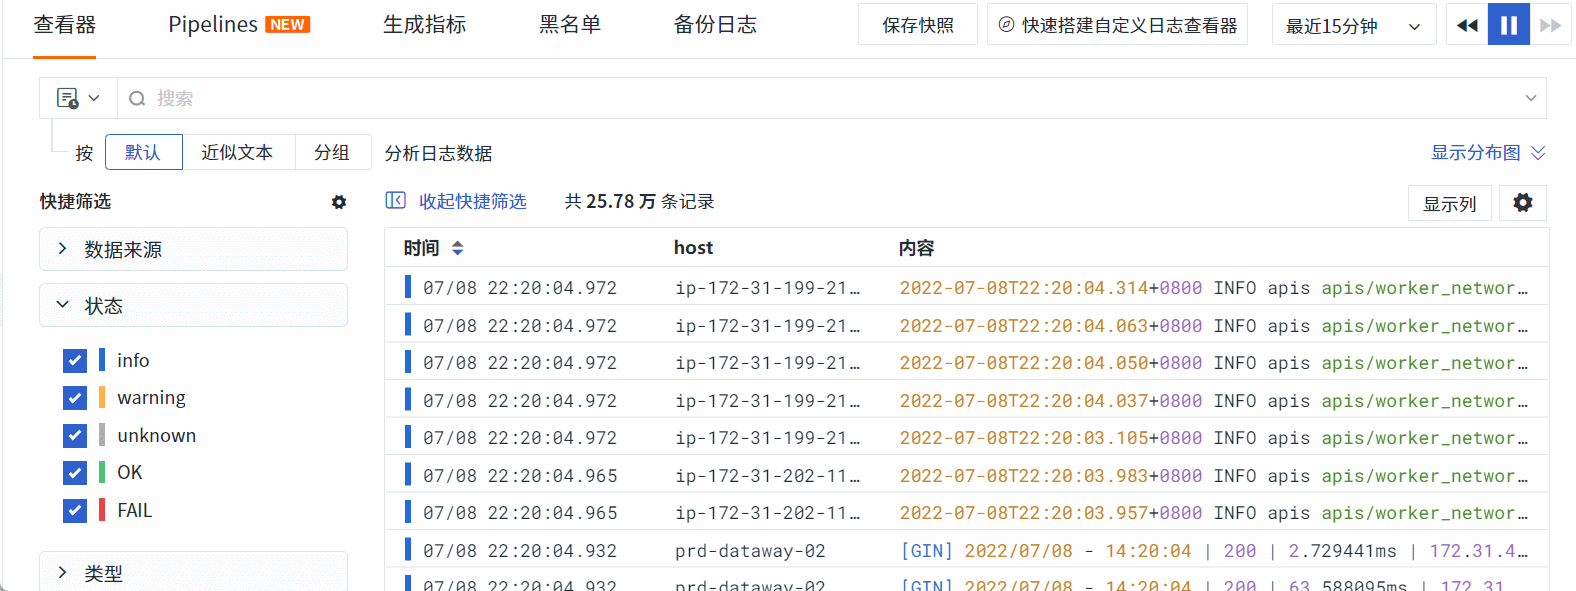 查看器 Pipelines NEW 生成指标 黑名单 备份日志 保存快照 快速搭建自定义日志查看器 最近15分钟
搜索
按 默认 近似文本 分组 分析日志数据 显示分布图
快捷筛选 收起快捷筛选 共 25.78 万 条记录 显示列
数据来源
状态
info
warning
unknown
OK
FAIL
类型
时间 host 内容
07/08 22:20:04.972 ip-172-31-199-21… 2022-07-08T22:20:04.314+0800 INFO apis apis/worker_networ…
07/08 22:20:04.972 ip-172-31-199-21… 2022-07-08T22:20:04.063+0800 INFO apis apis/worker_networ…
07/08 22:20:04.972 ip-172-31-199-21… 2022-07-08T22:20:04.050+0800 INFO apis apis/worker_networ…
07/08 22:20:04.972 ip-172-31-199-21… 2022-07-08T22:20:04.037+0800 INFO apis apis/worker_networ…
07/08 22:20:04.972 ip-172-31-199-21… 2022-07-08T22:20:03.105+0800 INFO apis apis/worker_networ…
07/08 22:20:04.965 ip-172-31-202-11… 2022-07-08T22:20:03.983+0800 INFO apis apis/worker_networ…
07/08 22:20:04.965 ip-172-31-202-11… 2022-07-08T22:20:03.957+0800 INFO apis apis/worker_networ…
07/08 22:20:04.932 prd-dataway-02 [GIN] 2022/07/08 - 14:20:04 | 200 | 2.729441ms | 172.31.4…
07/08 22:20:04.932 prd-dataway-02 [GIN] 2022/07/08 - 14:20:04 | 200 | 63.588095ms | 172.31